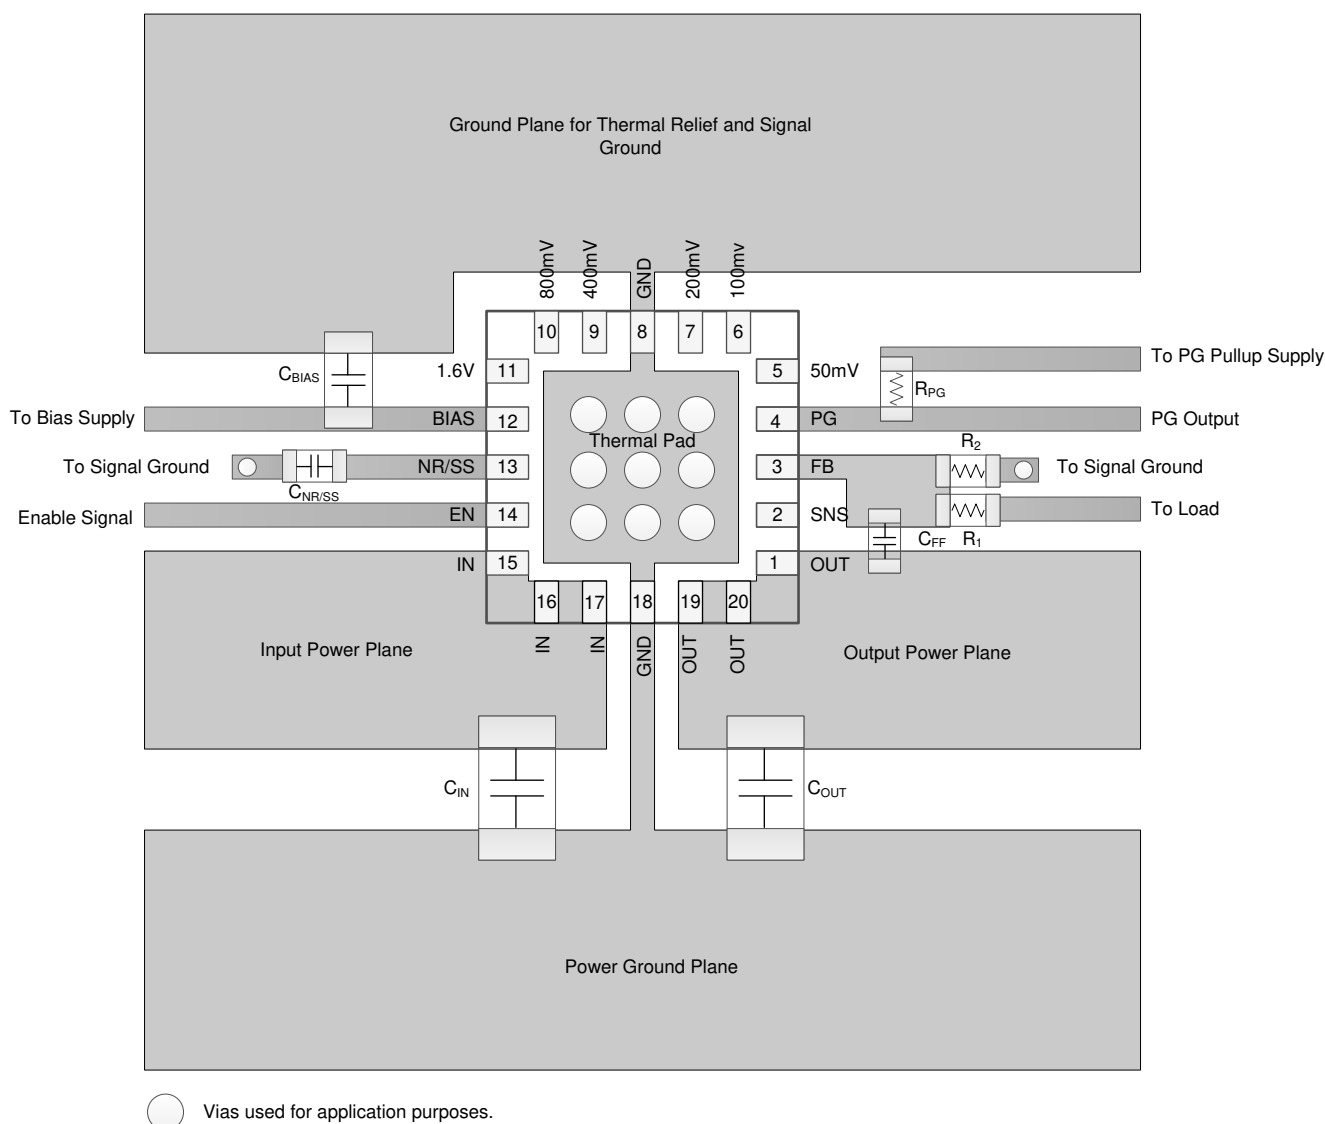 Ground Plane for Thermal Relief and Signal
Ground
800mV
400mV
GND
200mV
100mv
10
9
8
7
6
1.6V
11
5
50mV
To PG Pullup Supply
CBIAS
RPG
To Bias Supply
BIAS
12
4
PG
PG Output
Thermal Pad
R2
To Signal Ground
NR/SS
13
3
FB
To Signal Ground
CNR/SS
Enable Signal
EN
14
2
SNS
To Load
CFF
R1
IN
15
1
OUT
16
17
18
19
20
IN
IN
GND
OUT
OUT
Input Power Plane
Output Power Plane
CIN
COUT
Power Ground Plane
Vias used for application purposes.